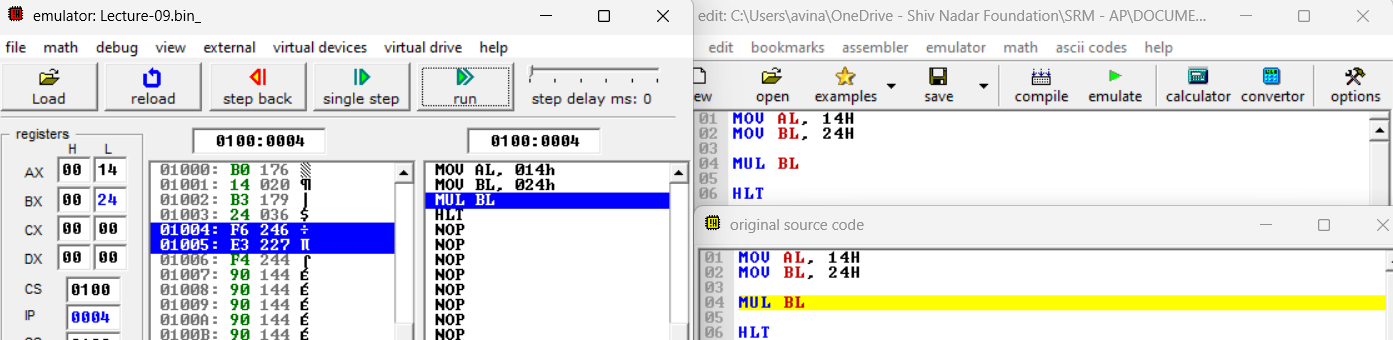 emulator: Lecture-09.bin_
file math debug view external virtual devices virtual drive help
Load reload step back single step run step delay ms: 0
registers
H L
AX 00 14
BX 00 24
CX 00 00
DX 00 00
CS 0100
IP 0004
0100:0004
01000: B0 176 ▒
01001: 14 020 ¶
01002: B3 179 │
01003: 24 036 $
01004: F6 246 ÷
01005: E3 227 π
01006: F4 244 ⌠
01007: 90 144 É
01008: 90 144 É
01009: 90 144 É
0100A: 90 144 É
0100B: 90 144 É
0100:0004
MOV AL, 014h
MOV BL, 024h
MUL BL
HLT
NOP
NOP
NOP
NOP
NOP
NOP
NOP
NOP
edit: C:\Users\avina\OneDrive - Shiv Nadar Foundation\SRM - AP\DOCUME...
edit bookmarks assembler emulator math ascii codes help
ew open examples save compile emulate calculator convertor options
01 MOV AL, 14H
02 MOV BL, 24H
03
04 MUL BL
05
06 HLT
original source code
01 MOV AL, 14H
02 MOV BL, 24H
03
04 MUL BL
05
06 HLT